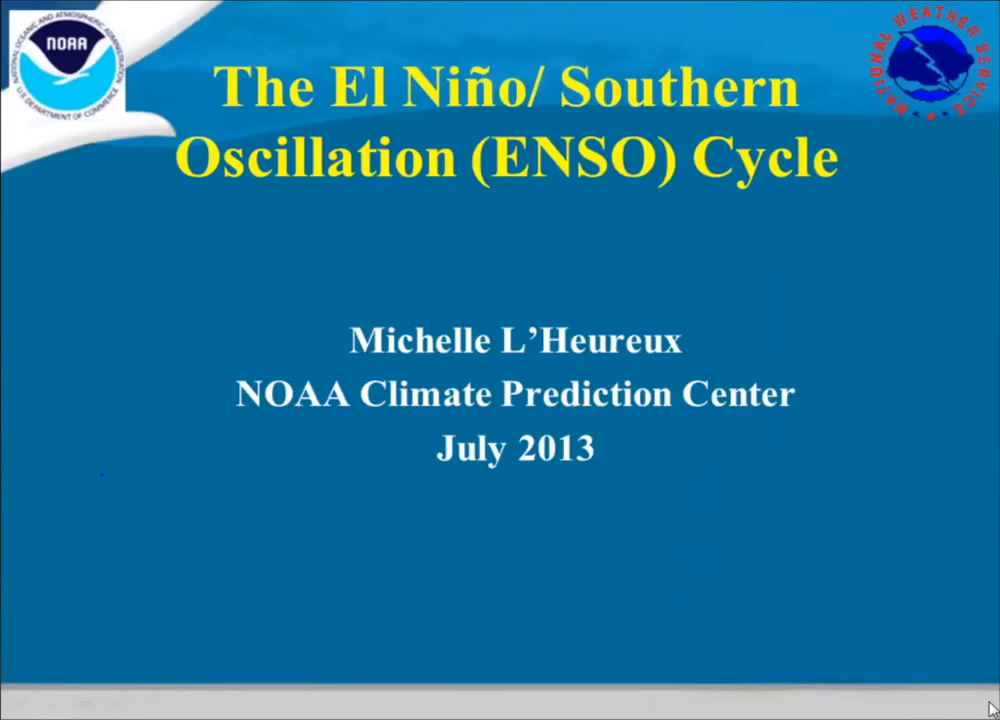 NATIONAL OCEANIC AND ATMOSPHERIC ADMINISTRATION
NOAA
U.S. DEPARTMENT OF COMMERCE
NATIONAL WEATHER SERVICE
The El Niño/ Southern
Oscillation (ENSO) Cycle
Michelle L’Heureux
NOAA Climate Prediction Center
July 2013